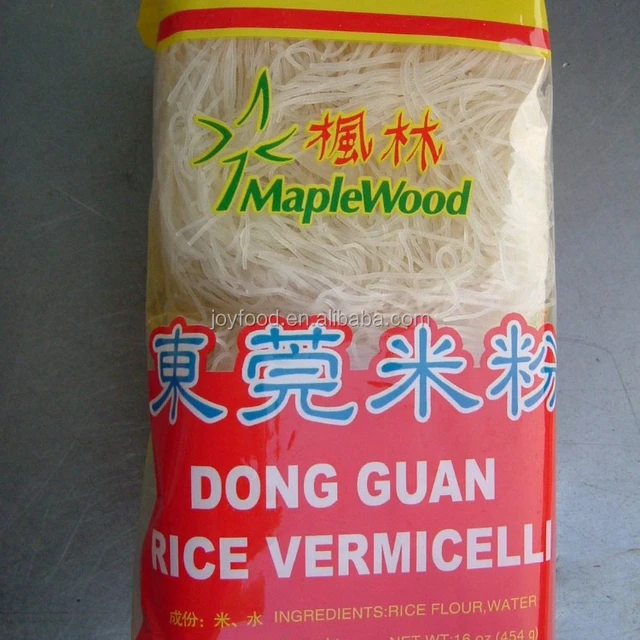 楓林
MapleWood
joyfood.en.alibaba.com
東莞米粉
DONG GUAN
RICE VERMICELLI
成份：米、水 INGREDIENTS:RICE FLOUR,WATER
NET WT:16 oz (454 g)